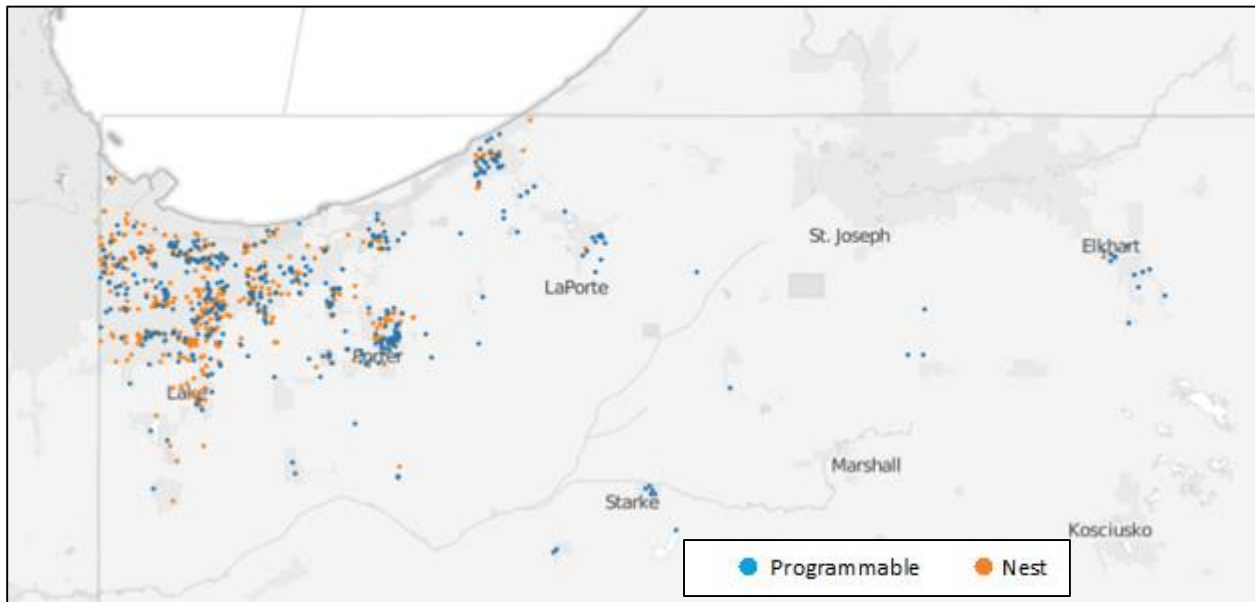 St. Joseph
Elkhart
LaPorte
Porter
Lake
Marshall
Starke
Kosciusko
Programmable
Nest